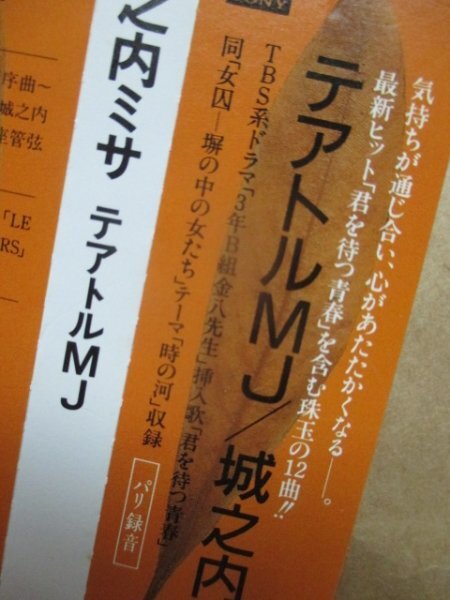 気持ちが通じ合い、心があたたかくなる――。
最新ヒット「君を待つ青春」を含む珠玉の12曲!!
テアトルMJ/城之内
TBS系ドラマ「3年B組金八先生」挿入歌「君を待つ青春」
同「女囚―塀の中の女たち」テーマ「時の河」収録
パリ録音
之内ミサ テアトルMJ
序曲〜
城之内
管弦
「LE
RS」